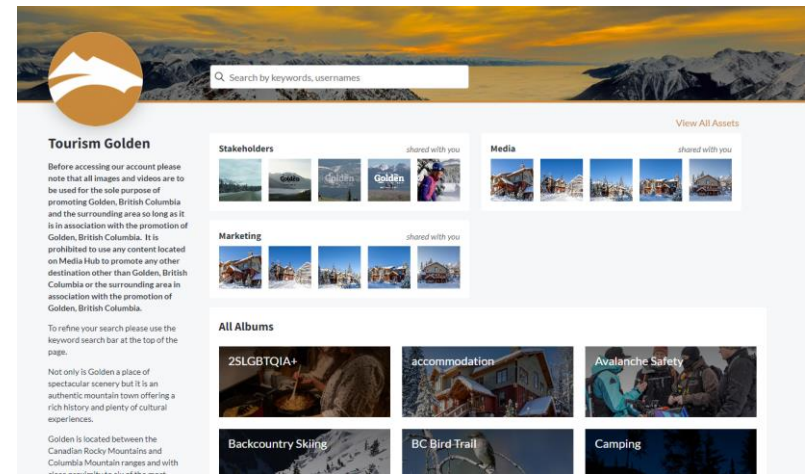 Search by keywords, usernames
View All Assets
Tourism Golden
Before accessing our account please
note that all images and videos are to
be used for the sole purpose of
promoting Golden, British Columbia
and the surrounding area so long as it
is in association with the promotion of
Golden, British Columbia. It is
prohibited to use any content located
on Media Hub to promote any other
destination other than Golden, British
Columbia or the surrounding area in
association with the promotion of
Golden, British Columbia.
To refine your search please use the
keyword search bar at the top of the
page.
Not only is Golden a place of
spectacular scenery but it is an
authentic mountain town offering a
rich history and plenty of cultural
experiences.
Golden is located between the
Canadian Rocky Mountains and
Columbia Mountain ranges and with
Stakeholders shared with you
Golden Golden Golden
Media shared with you
Marketing shared with you
All Albums
2SLGBTQIA+ accommodation Avalanche Safety
Backcountry Skiing BC Bird Trail Camping